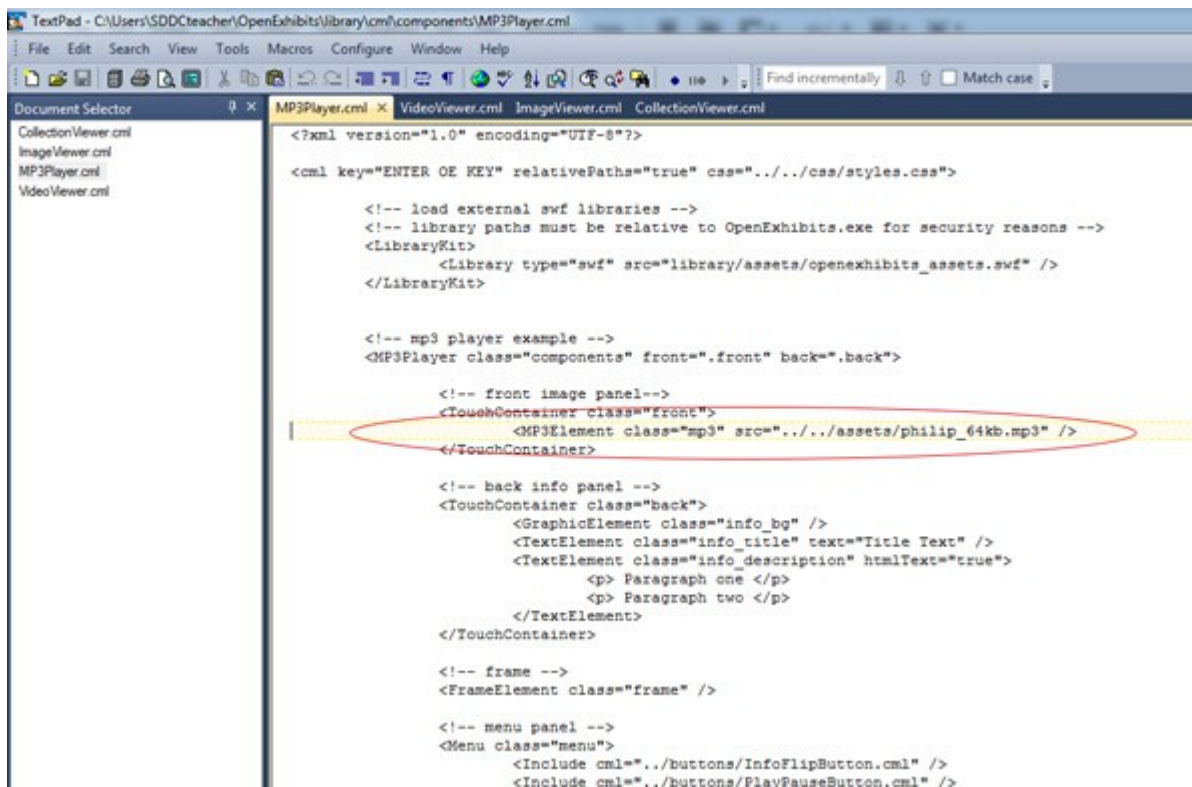 TextPad - C:\Users\SDDCteacher\OpenExhibits\library\cml\components\MP3Player.cml
File Edit Search View Tools Macros Configure Window Help
Find incrementally Match case
Document Selector
CollectionViewer.cml
ImageViewer.cml
MP3Player.cml
VideoViewer.cml
MP3Player.cml VideoViewer.cml ImageViewer.cml CollectionViewer.cml
<?xml version="1.0" encoding="UTF-8"?>
<cml key="ENTER OE KEY" relativePaths="true" css="../../css/styles.css">
<!-- load external swf libraries -->
<!-- library paths must be relative to OpenExhibits.exe for security reasons -->
<LibraryKit>
<Library type="swf" src="library/assets/openexhibits_assets.swf" />
</LibraryKit>
<!-- mp3 player example -->
<MP3Player class="components" front=".front" back=".back">
<!-- front image panel-->
<TouchContainer class="front">
<MP3Element class="mp3" src="../../assets/philip_64kb.mp3" />
</TouchContainer>
<!-- back info panel -->
<TouchContainer class="back">
<GraphicElement class="info_bg" />
<TextElement class="info_title" text="Title Text" />
<TextElement class="info_description" htmlText="true">
<p> Paragraph one </p>
<p> Paragraph two </p>
</TextElement>
</TouchContainer>
<!-- frame -->
<FrameElement class="frame" />
<!-- menu panel -->
<Menu class="menu">
<Include cml="../buttons/InfoFlipButton.cml" />
<Include cml="../buttons/PlayPauseButton.cml" />